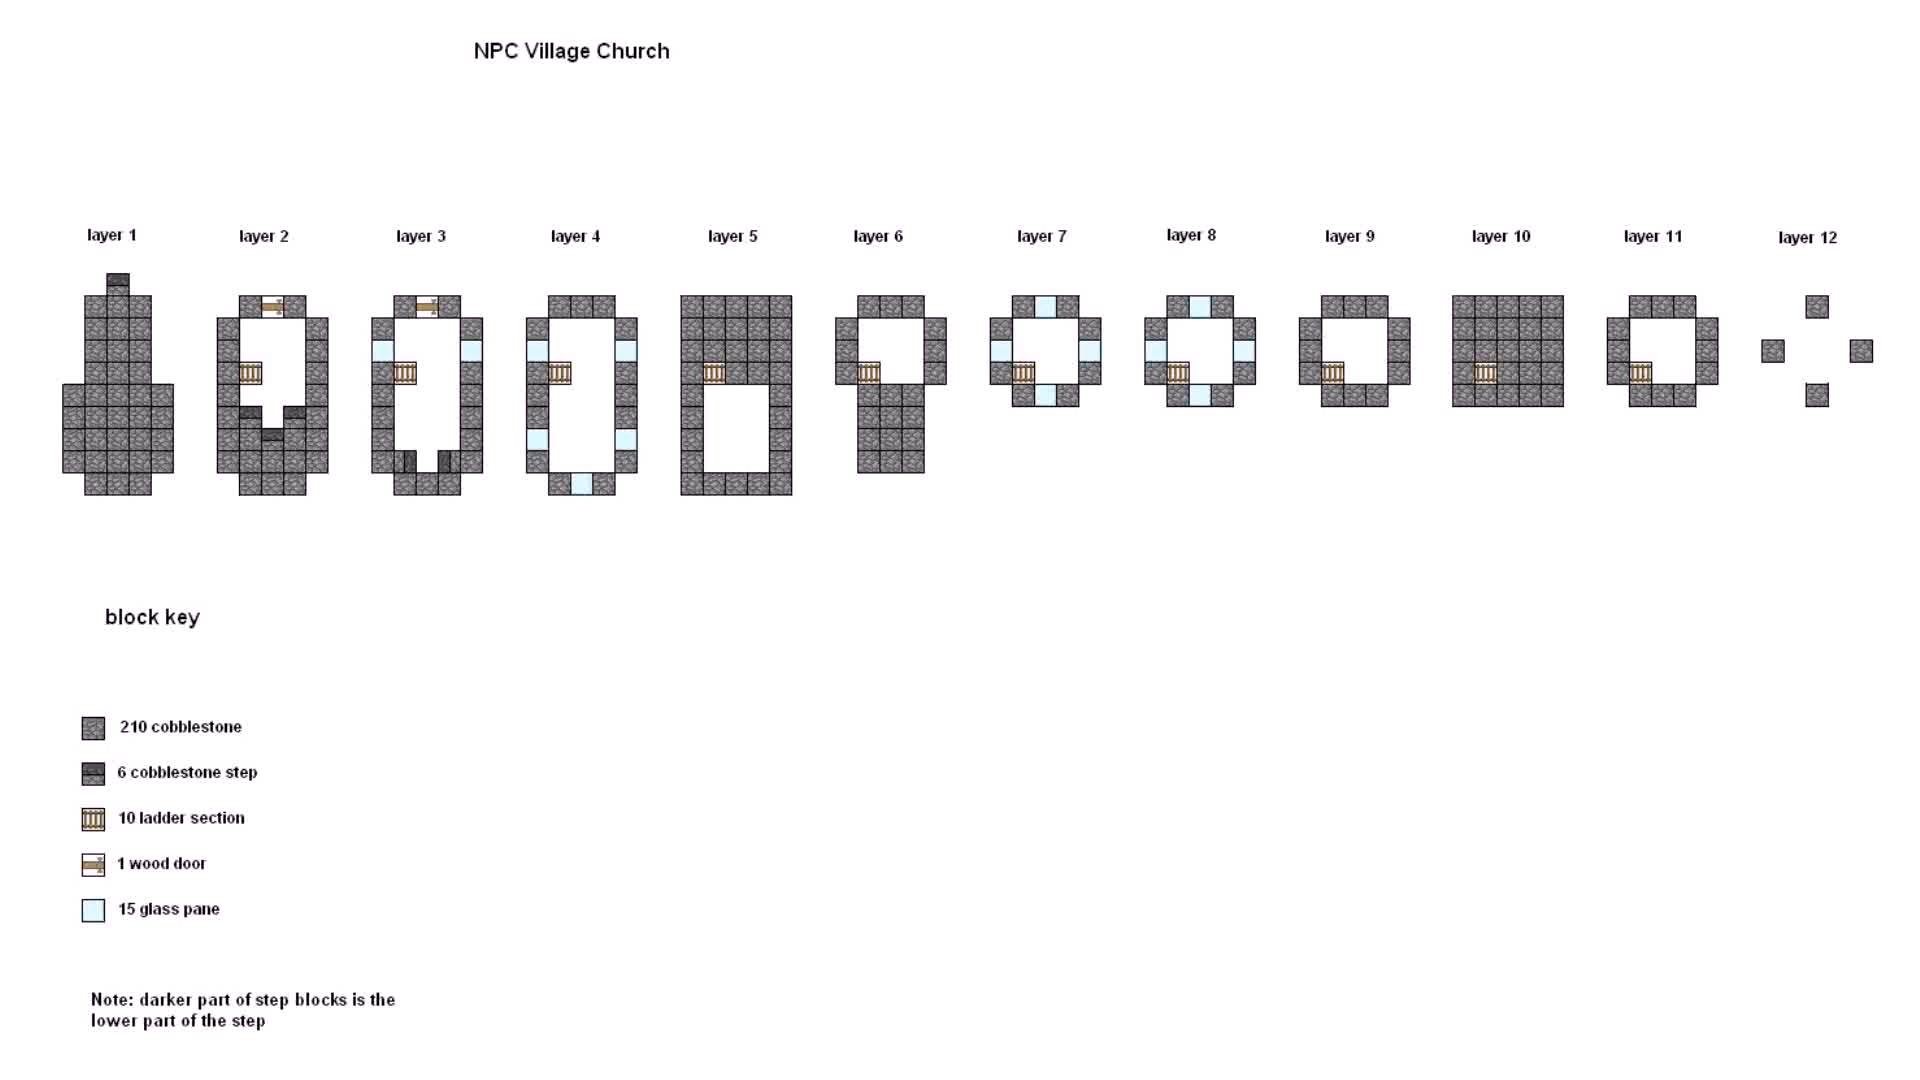 NPC Village Church
layer 1 layer 2 layer 3 layer 4 layer 5 layer 6 layer 7 layer 8 layer 9 layer 10 layer 11 layer 12
block key
210 cobblestone
6 cobblestone step
10 ladder section
1 wood door
15 glass pane
Note: darker part of step blocks is the
lower part of the step